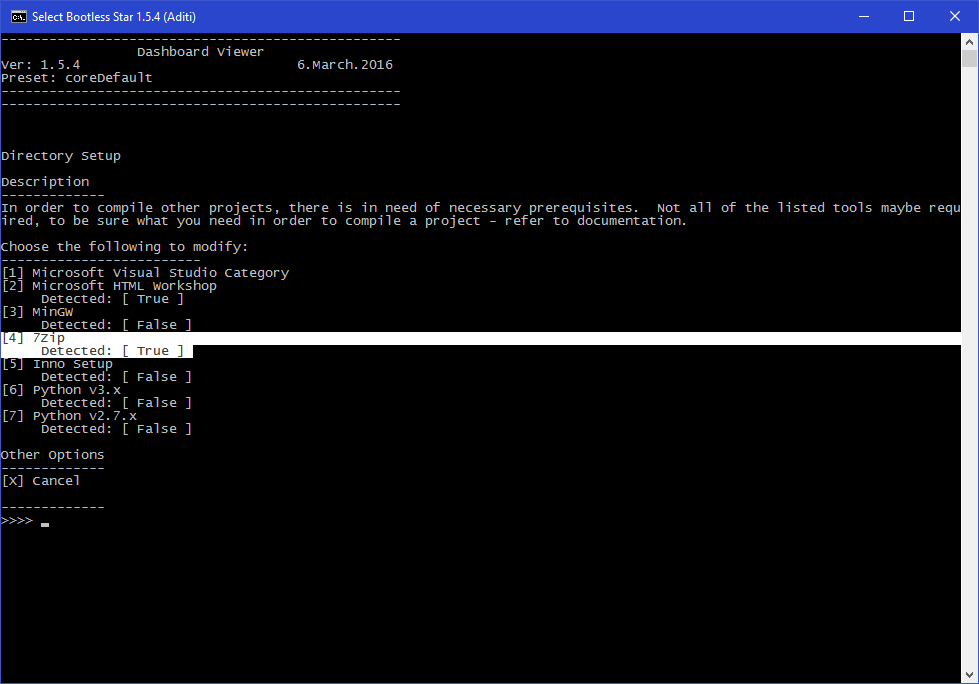 Select Bootless Star 1.5.4 (Aditi)
--------------------------------------------------
Dashboard Viewer
Ver: 1.5.4 6.March.2016
Preset: coreDefault
--------------------------------------------------
--------------------------------------------------
Directory Setup
Description
-------------
In order to compile other projects, there is in need of necessary prerequisites.  Not all of the listed tools maybe requ
ired, to be sure what you need in order to compile a project - refer to documentation.
Choose the following to modify:
-------------------------
[1] Microsoft Visual Studio Category
[2] Microsoft HTML Workshop
Detected: [ True ]
[3] MinGW
Detected: [ False ]
[4] 7Zip
Detected: [ True ]
[5] Inno Setup
Detected: [ False ]
[6] Python v3.x
Detected: [ False ]
[7] Python v2.7.x
Detected: [ False ]
Other Options
-------------
[X] Cancel
-------------
>>>> _